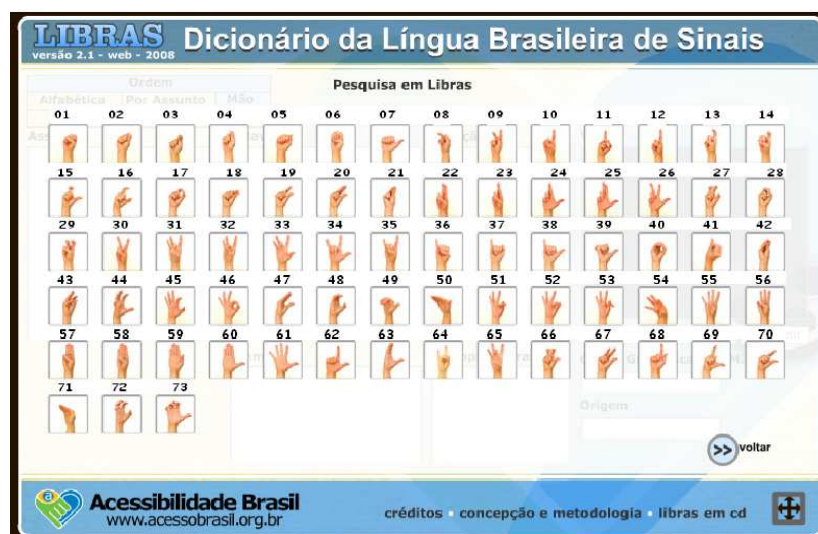 LIBRAS Dicionário da Língua Brasileira de Sinais
versão 2.1 - web - 2008
Ordem
Pesquisa em Libras
Alfabética Por Assunto Mão
01 02 03 04 05 06 07 08 09 10 11 12 13 14
15 16 17 18 19 20 21 22 23 24 25 26 27 28
29 30 31 32 33 34 35 36 37 38 39 40 41 42
43 44 45 46 47 48 49 50 51 52 53 54 55 56
57 58 59 60 61 62 63 64 65 66 67 68 69 70
71 72 73
Origem
>> voltar
a
Acessibilidade Brasil
www.acessobrasil.org.br
créditos • concepção e metodologia • libras em cd